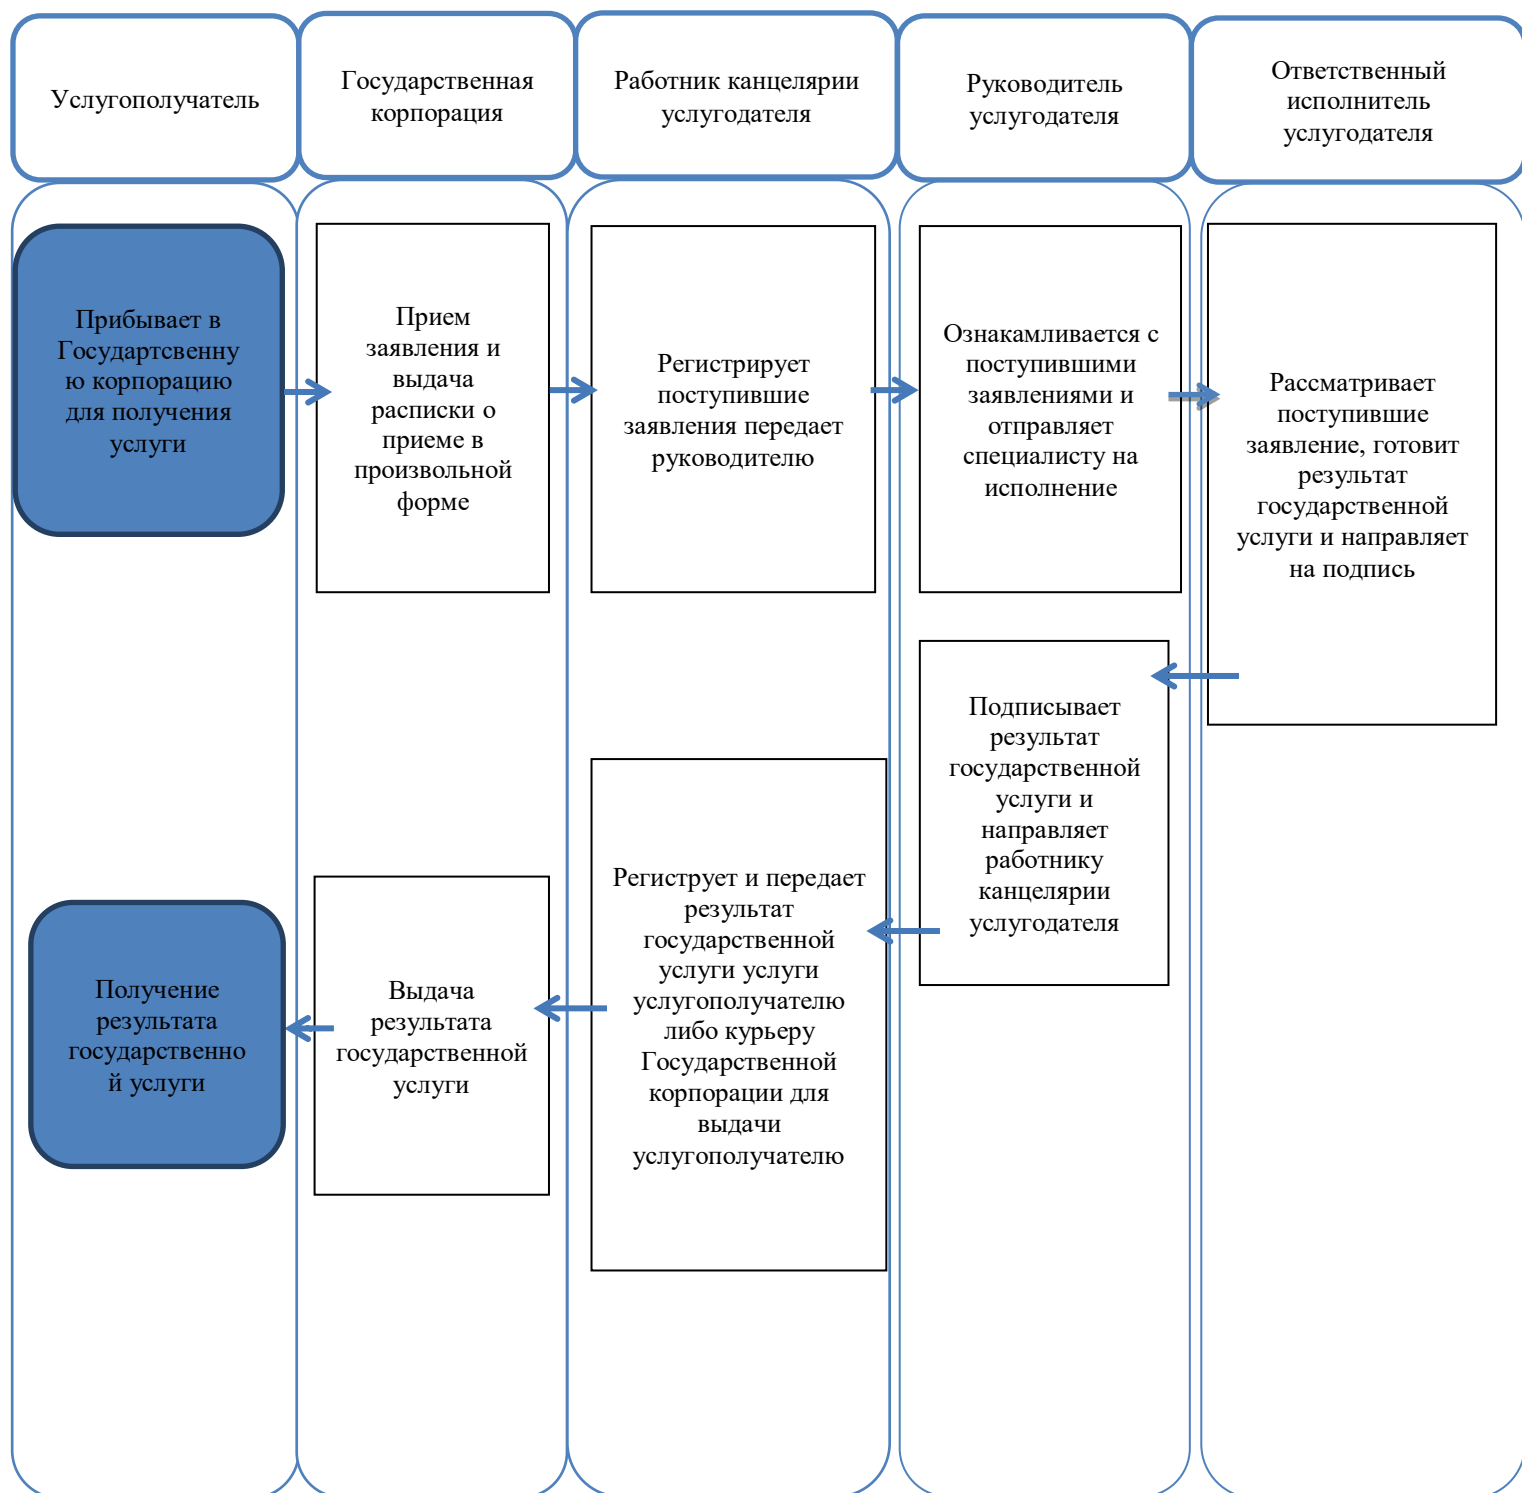 Услугополучатель
Государственная
корпорация
Работник канцелярии
услугодателя
Руководитель
услугодателя
Ответственный
исполнитель
услугодателя
Прибывает в
Государтсвенну
ю корпорацию
для получения
услуги
Прием
заявления и
выдача
расписки о
приеме в
произвольной
форме
Регистрирует
поступившие
заявления передает
руководителю
Ознакамливается с
поступившими
заявлениями и
отправляет
специалисту на
исполнение
Рассматривает
поступившие
заявление, готовит
результат
государственной
услуги и направляет
на подпись
Подписывает
результат
государственной
услуги и
направляет
работнику
канцелярии
услугодателя
Региструет и передает
результат
государственной
услуги услуги
услугополучателю
либо курьеру
Государственной
корпорации для
выдачи
услугополучателю
Выдача
результата
государственной
услуги
Получение
результата
государственно
й услуги